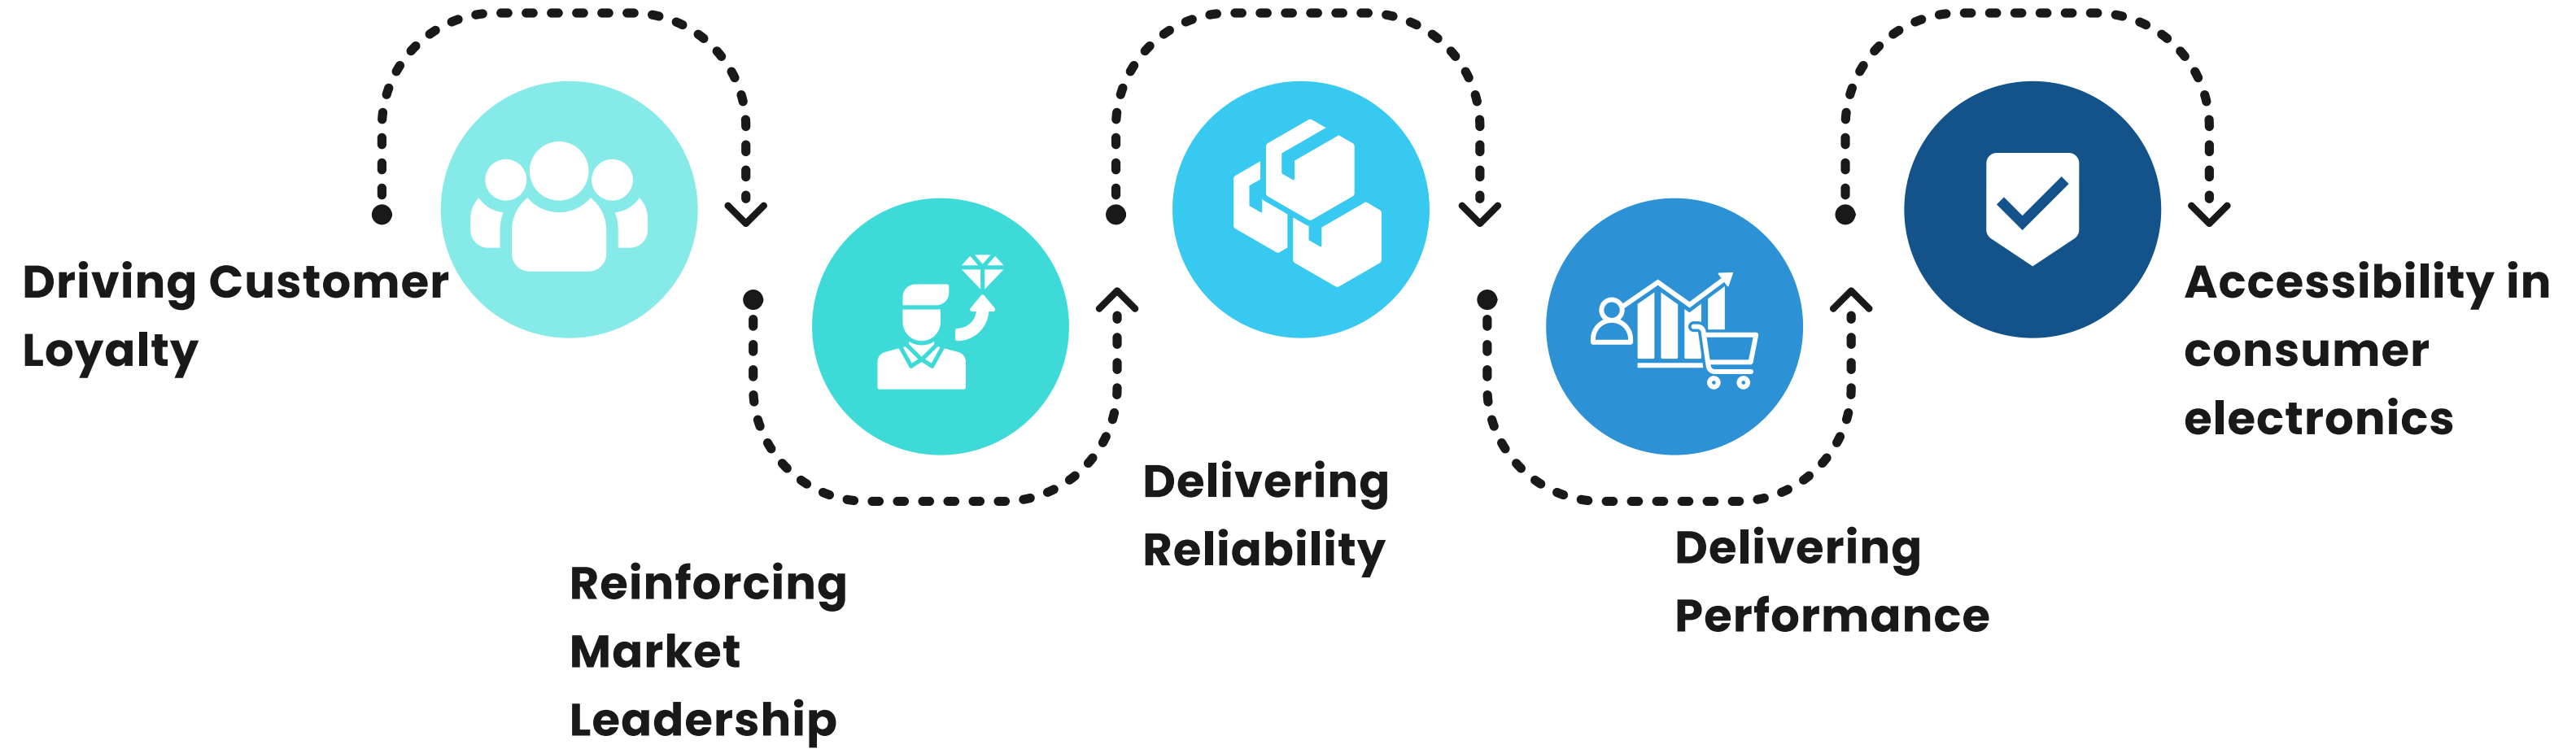 Driving Customer
Loyalty
Reinforcing
Market
Leadership
Delivering
Reliability
Delivering
Performance
Accessibility in
consumer
electronics